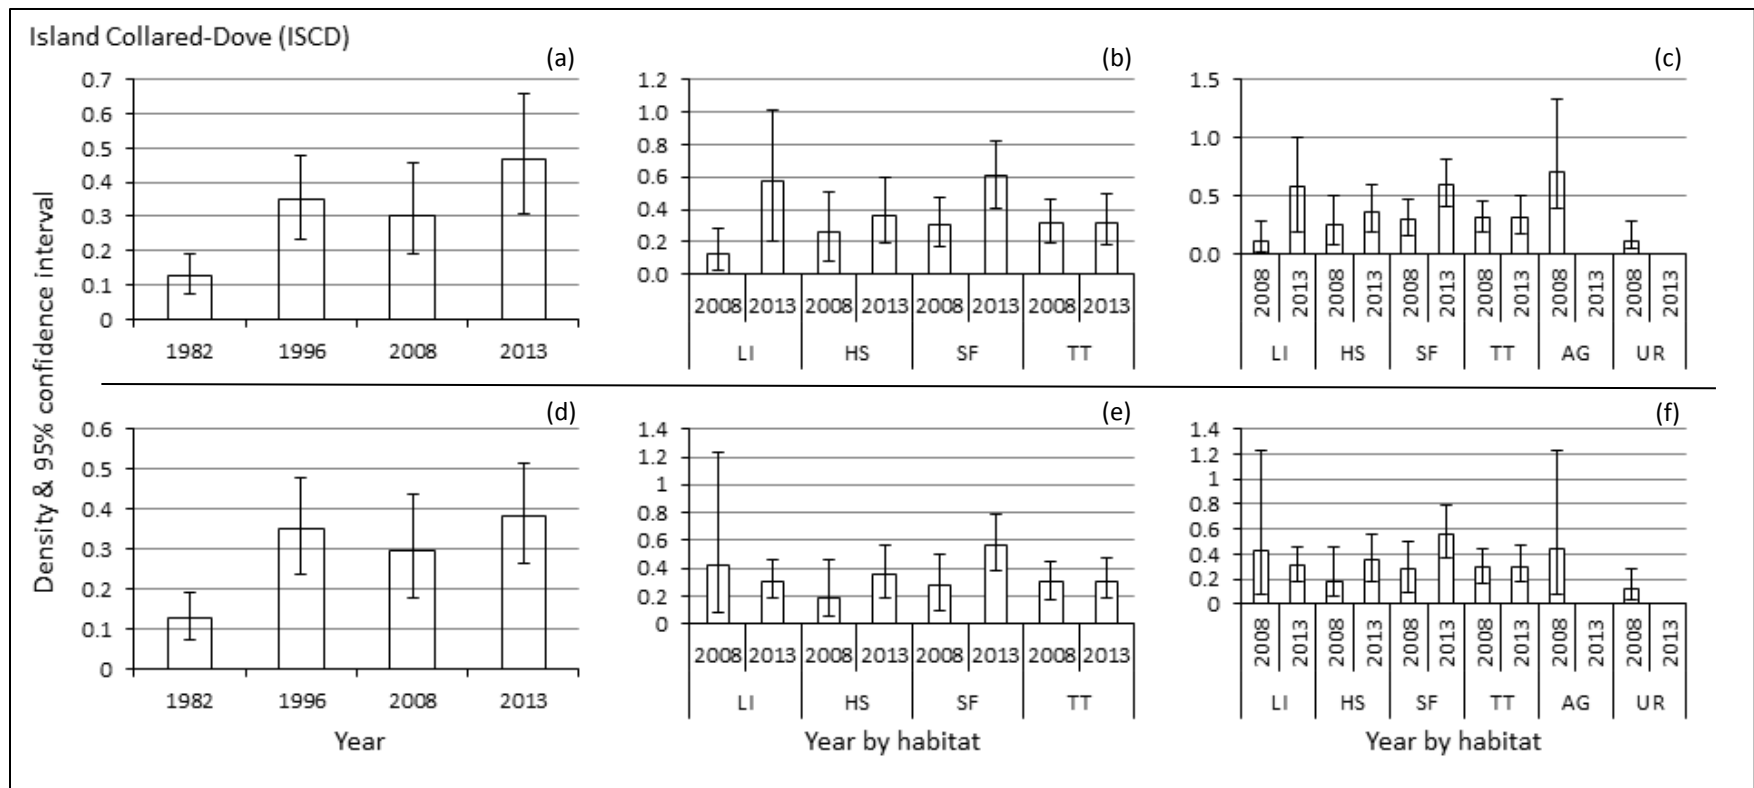 Island Collared-Dove (ISCD)
Density & 95% confidence interval
(a)
0.7
0.6
0.5
0.4
0.3
0.2
0.1
0
1982 1996 2008 2013
(b)
1.2
1.0
0.8
0.6
0.4
0.2
0.0
2008 2013 2008 2013 2008 2013 2008 2013
LI HS SF TT
(c)
1.5
1.0
0.5
0.0
2008 2013 2008 2013 2008 2013 2008 2013 2008 2013 2008 2013
LI HS SF TT AG UR
(d)
0.6
0.5
0.4
0.3
0.2
0.1
0
1982 1996 2008 2013
Year
(e)
1.4
1.2
1
0.8
0.6
0.4
0.2
0
2008 2013 2008 2013 2008 2013 2008 2013
LI HS SF TT
Year by habitat
(f)
1.4
1.2
1
0.8
0.6
0.4
0.2
0
2008 2013 2008 2013 2008 2013 2008 2013 2008 2013 2008 2013
LI HS SF TT AG UR
Year by habitat